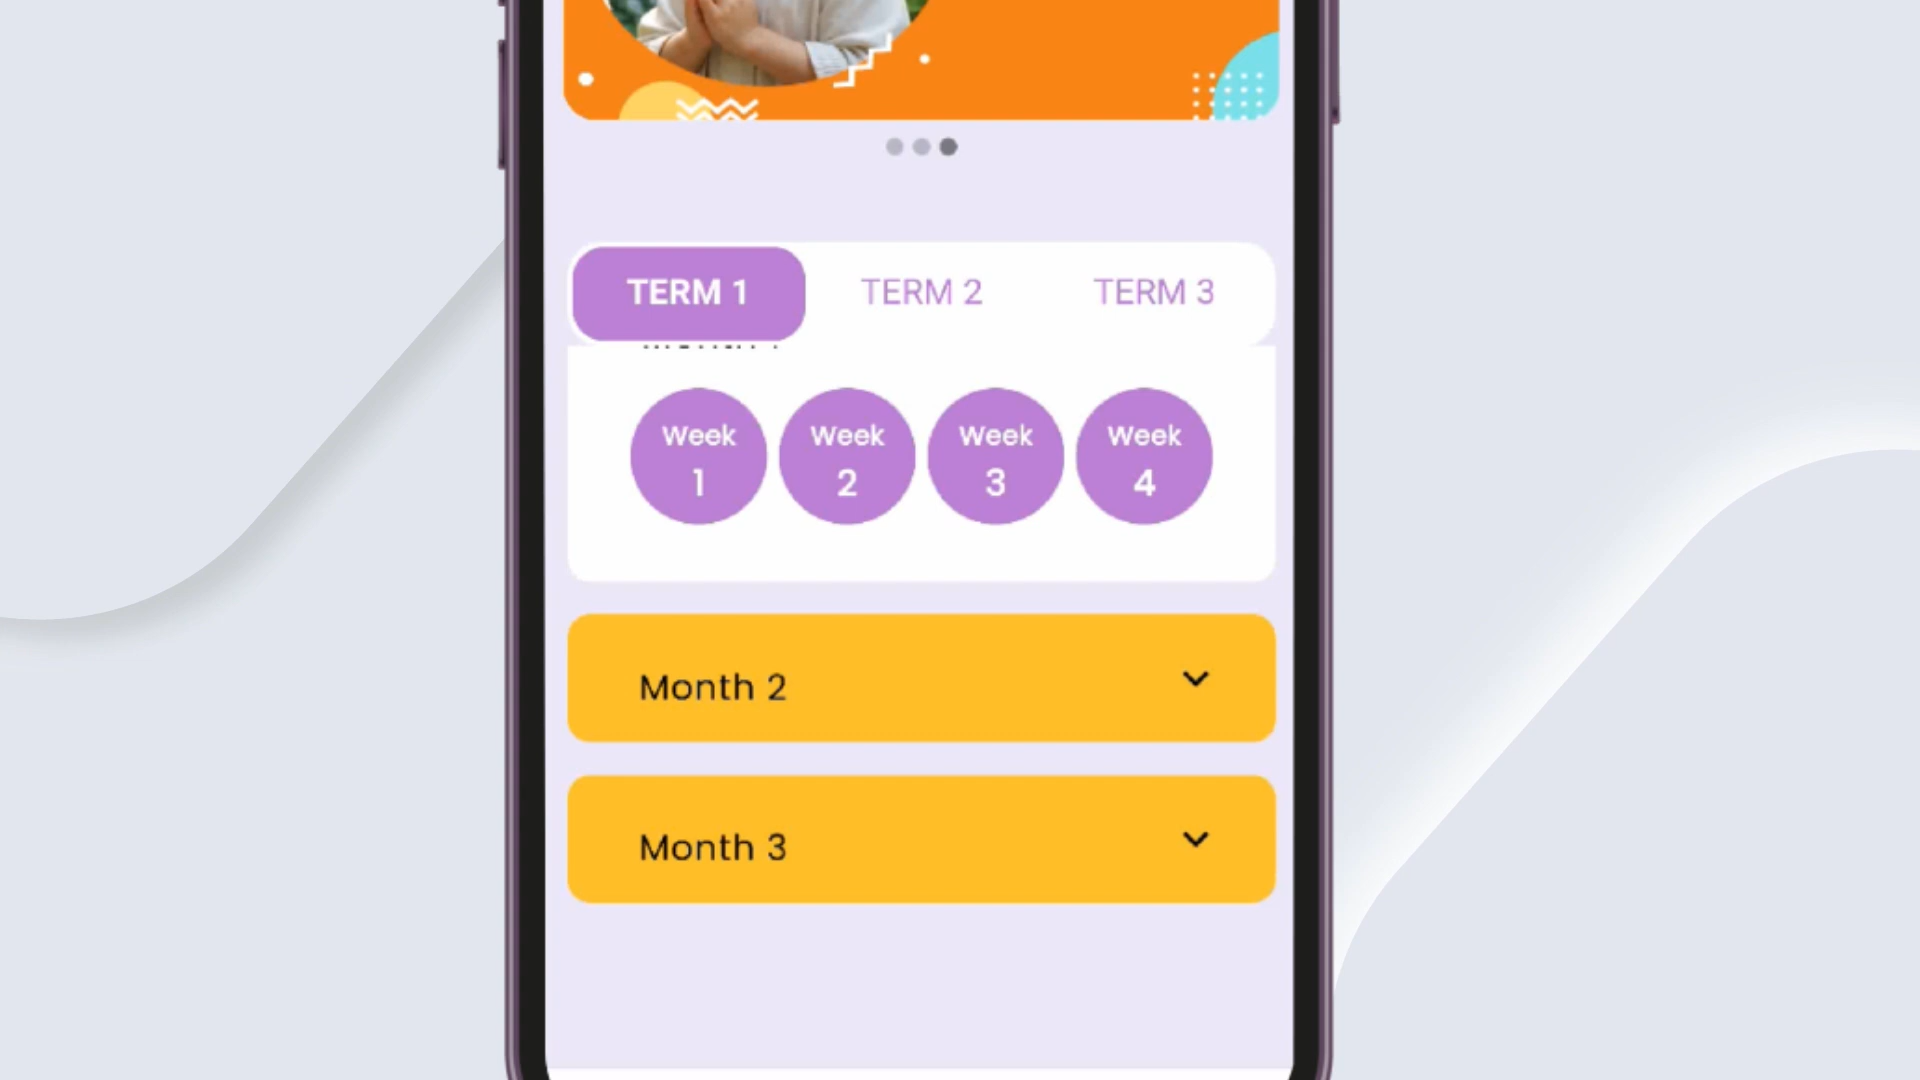 TERM 1 TERM 2 TERM 3
Week Week Week Week
1 2 3 4
Month 2
Month 3